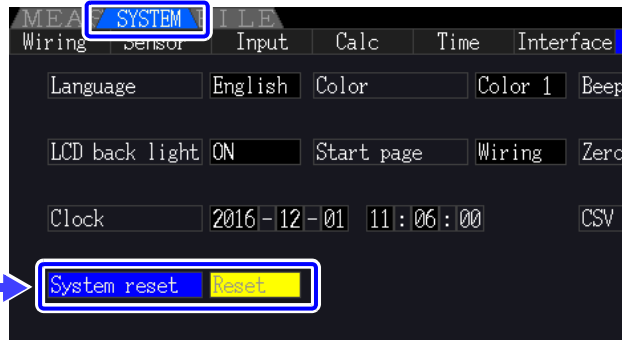 MEAS SYSTEM FILE
Wiring Sensor Input Calc Time Interface
Language English Color Color 1 Beep
LCD back light ON Start page Wiring Zero
Clock 2016-12-01 11:06:00 CSV
System reset Reset